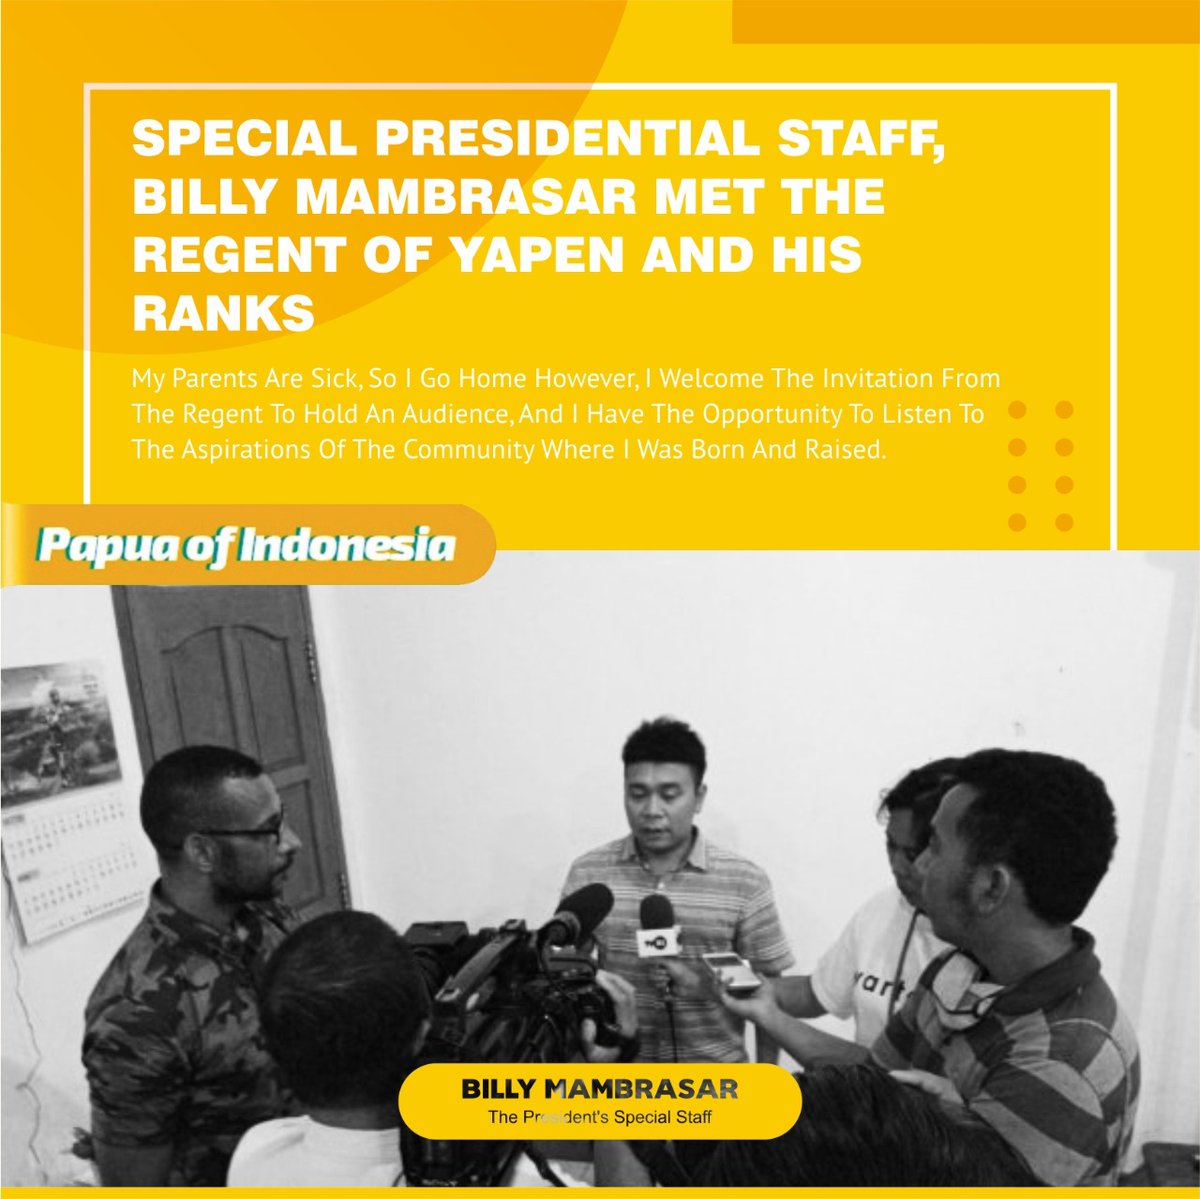 SPECIAL PRESIDENTIAL STAFF,
BILLY MAMBRASAR MET THE
REGENT OF YAPEN AND HIS
RANKS
My Parents Are Sick, So I Go Home However, I Welcome The Invitation From
The Regent To Hold An Audience, And I Have The Opportunity To Listen To
The Aspirations Of The Community Where I Was Born And Raised.
Papua of Indonesia
BILLY MAMBRASAR
The President's Special Staff